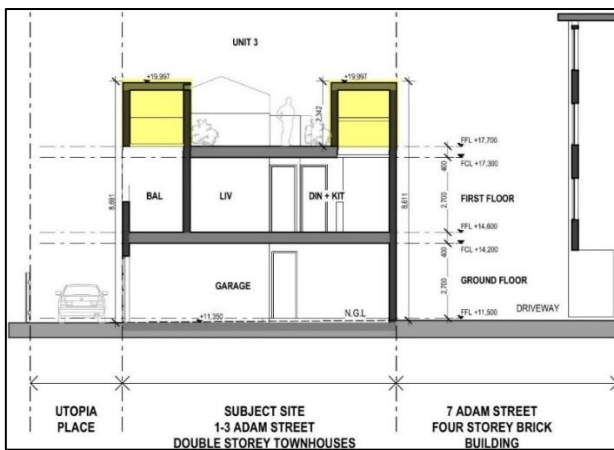 UNIT 3
+19,997
+19,997
2,342
FFL +17,700
400
FCL +17,300
BAL
LIV
DIN + KIT
8,691
8,611
2,700
FIRST FLOOR
FFL +14,600
400
FCL +14,200
GARAGE
2,700
GROUND FLOOR
+11,350
N.G.L
FFL +11,500
DRIVEWAY
UTOPIA
PLACE
SUBJECT SITE
1-3 ADAM STREET
DOUBLE STOREY TOWNHOUSES
7 ADAM STREET
FOUR STOREY BRICK
BUILDING